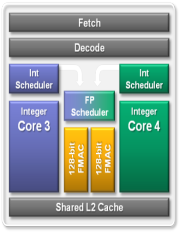 Fetch
Decode
Int
Scheduler
FP
Scheduler
Int
Scheduler
Integer
Core 3
128-bit
FMAC
128-bit
FMAC
Integer
Core 4
Shared L2 Cache